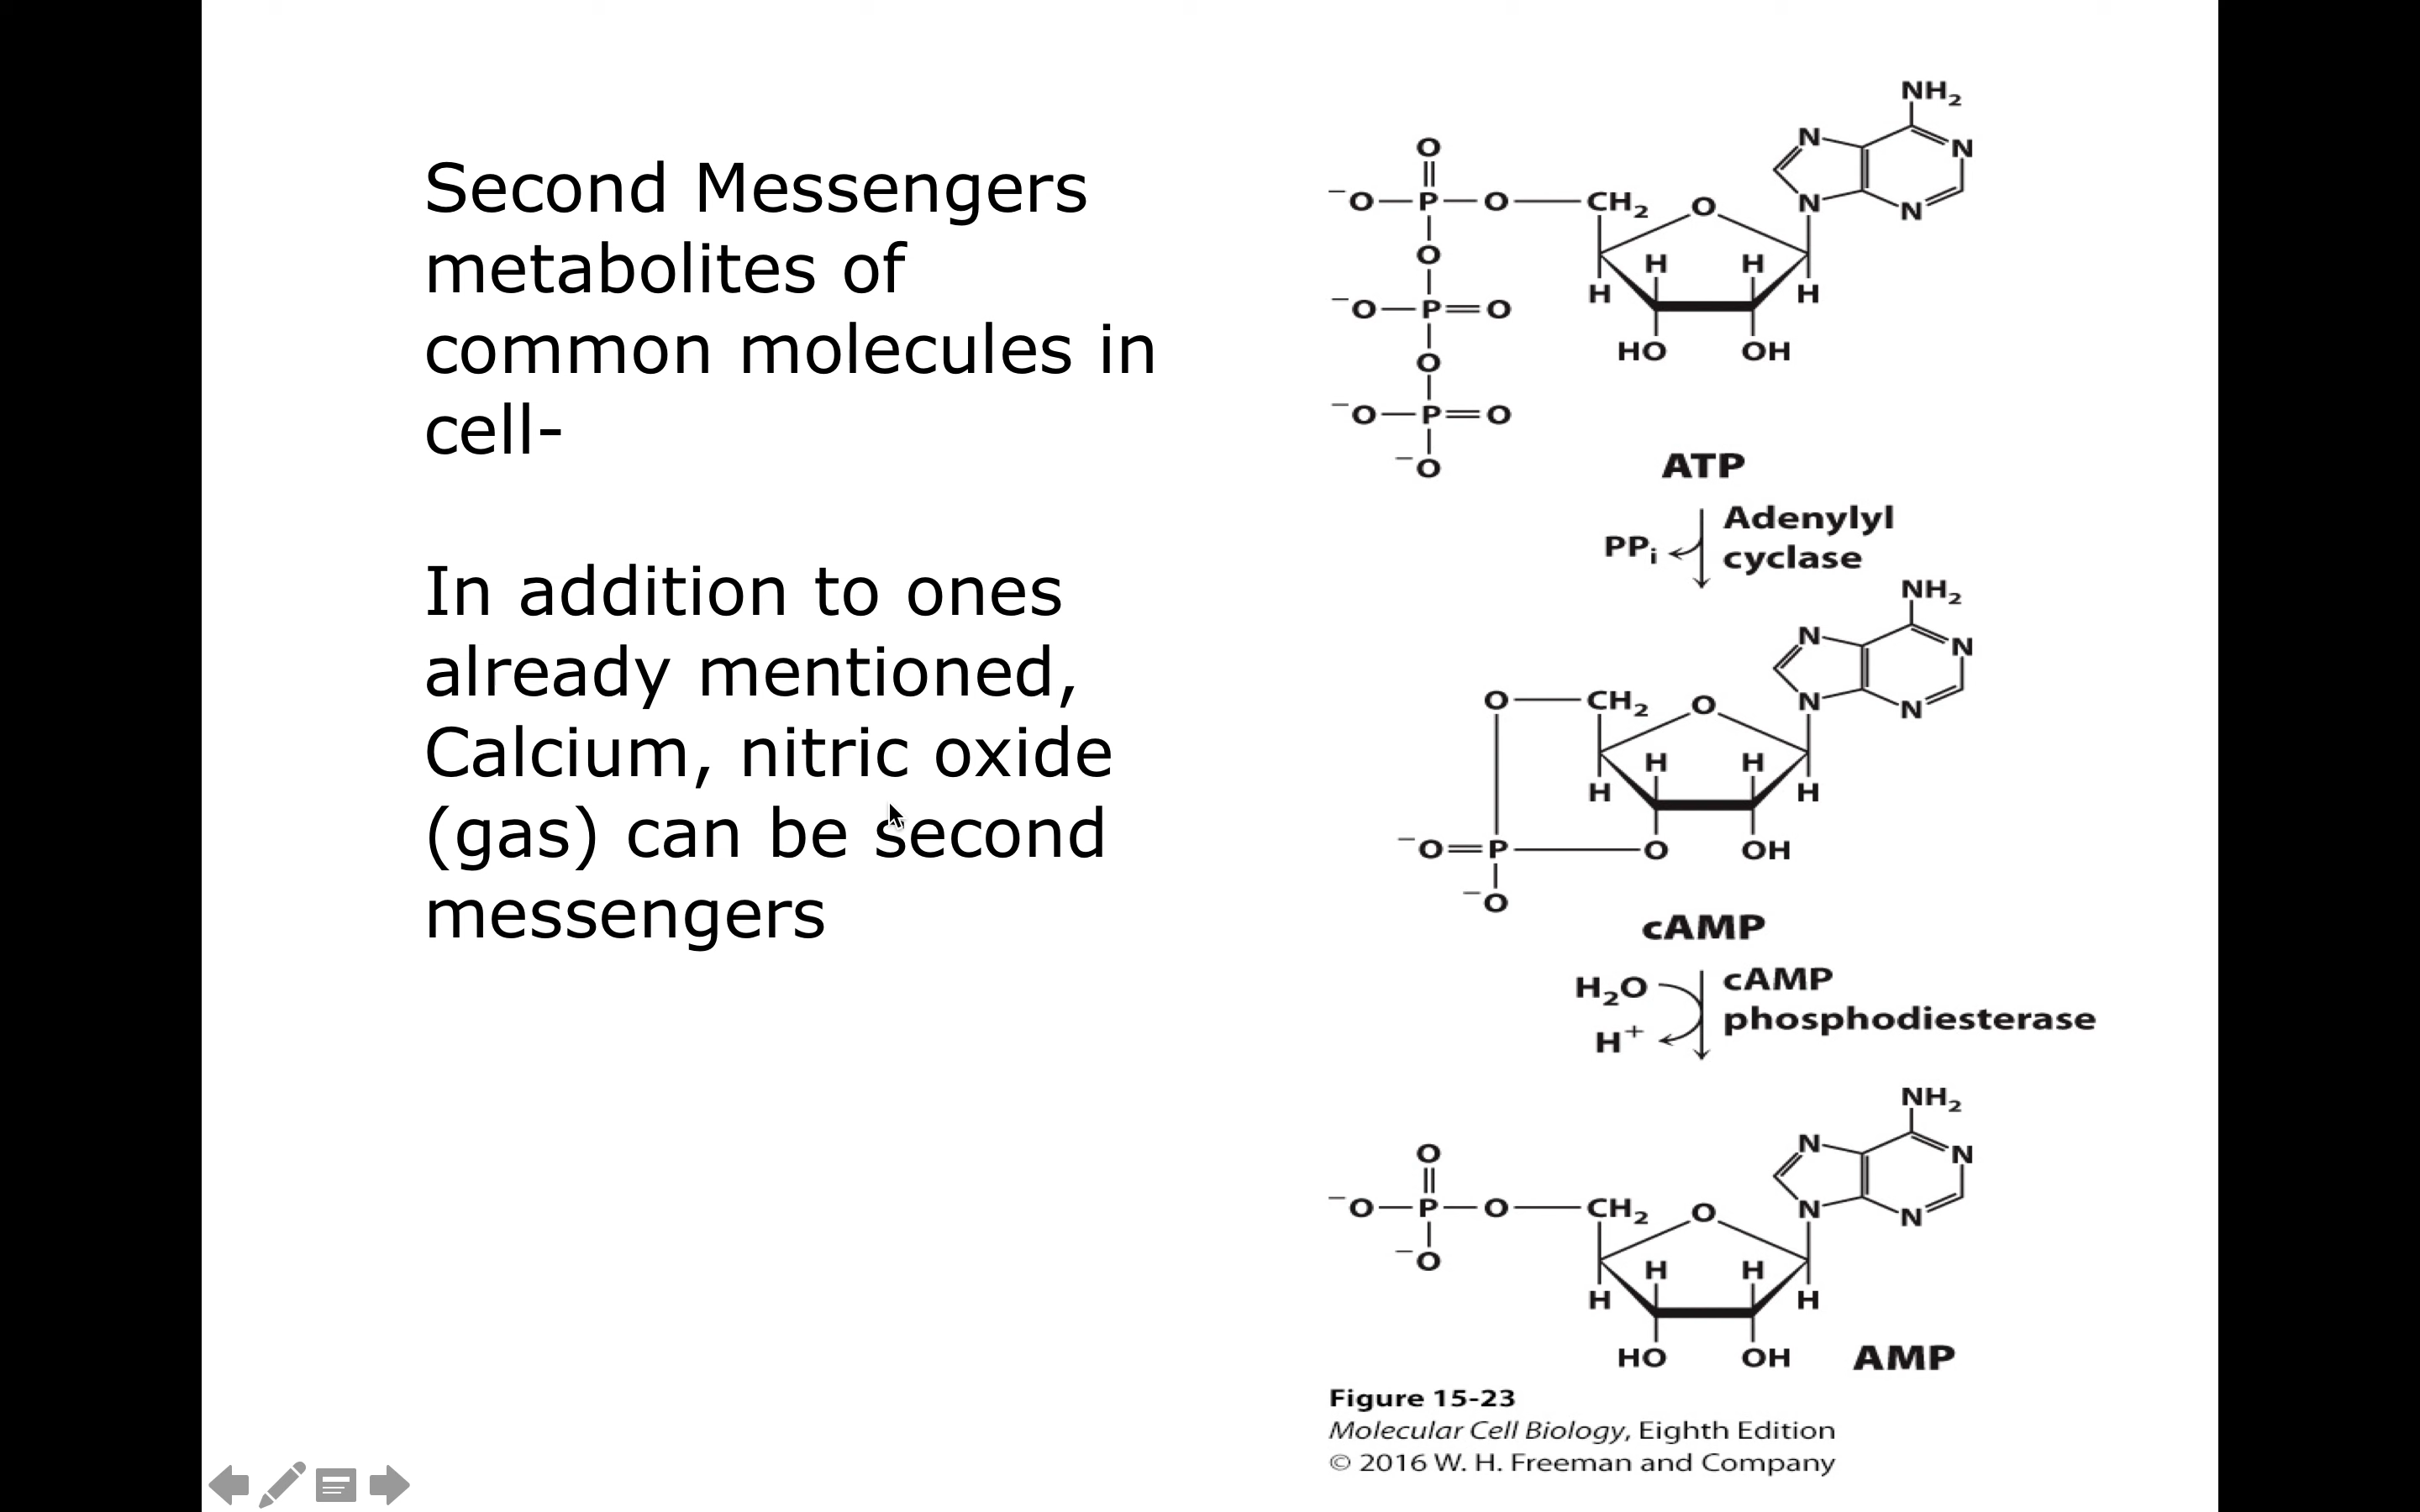 Second Messengers
metabolites of
common molecules in
cell-
In addition to ones
already mentioned,
Calcium, nitric oxide
(gas) can be second
messengers
NH₂
N N
O
⁻O—P—O—CH₂ O N N
O H H
⁻O—P=O H H
O HO OH
⁻O—P=O
⁻O
ATP
Adenylyl
PPᵢ cyclase
NH₂
N N
O—CH₂ O N N
H H
H H
⁻O=P—O OH
⁻O
cAMP
H₂O cAMP
phosphodiesterase
H⁺
NH₂
N N
O
⁻O—P—O—CH₂ O N N
⁻O H H
H H
HO OH AMP
Figure 15-23
Molecular Cell Biology, Eighth Edition
© 2016 W. H. Freeman and Company